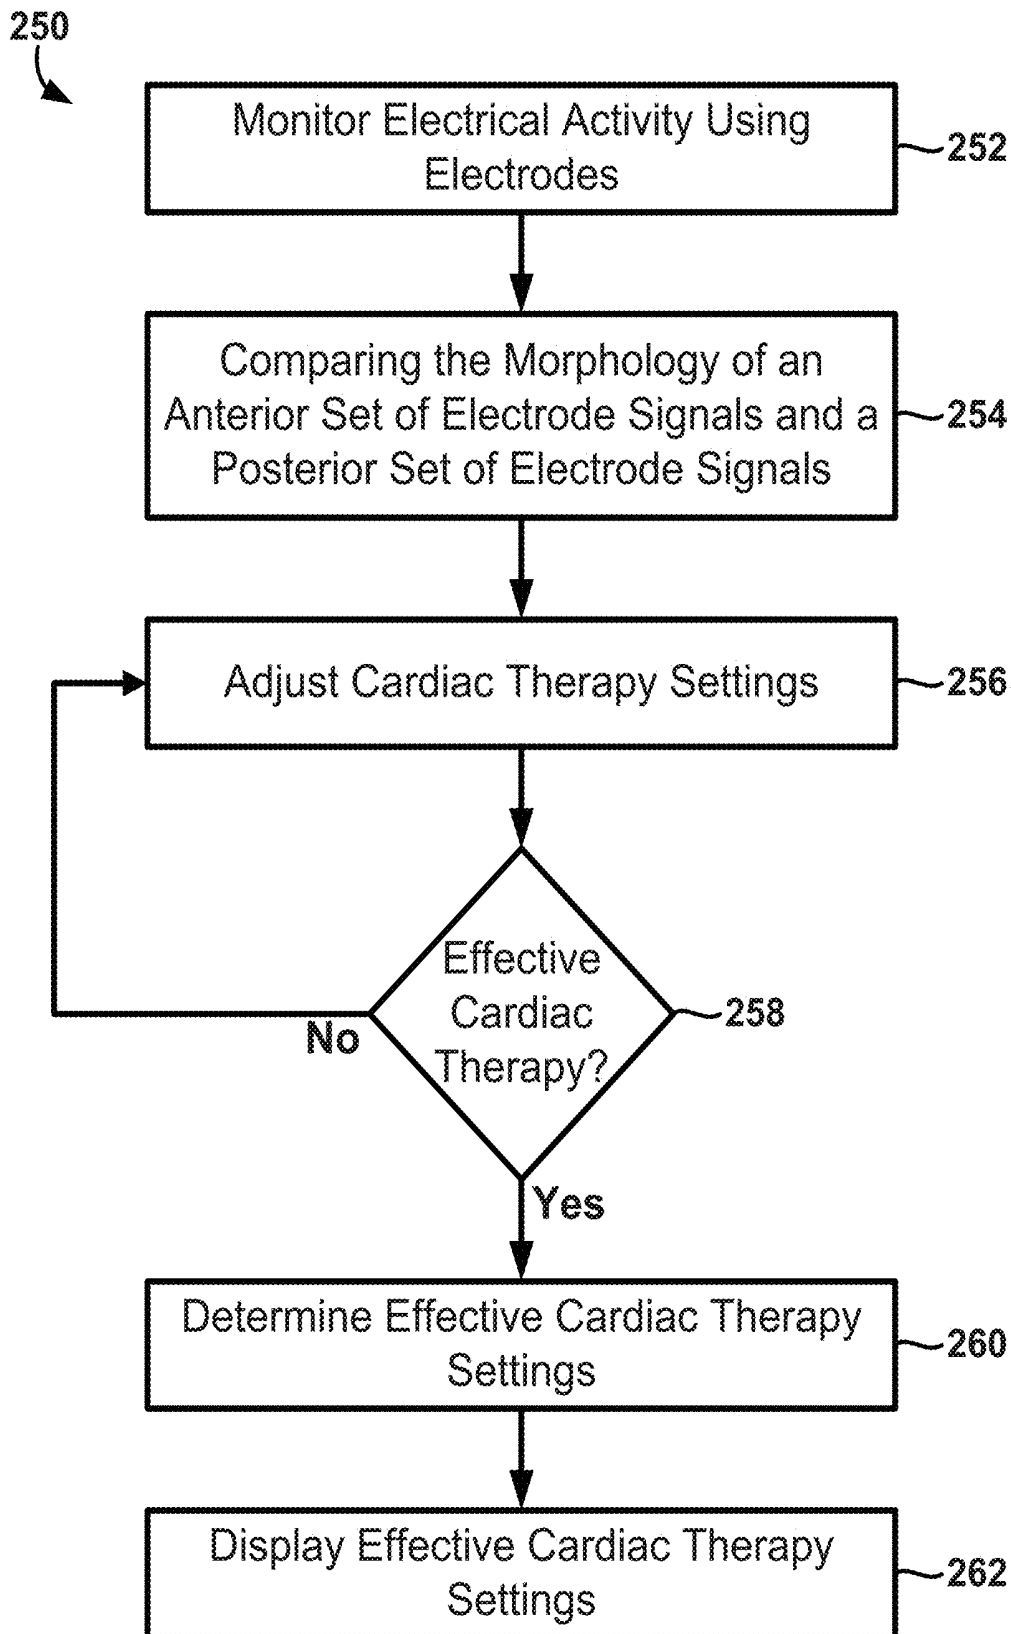 250
Monitor Electrical Activity Using
Electrodes
252
Comparing the Morphology of an
Anterior Set of Electrode Signals and a
Posterior Set of Electrode Signals
254
Adjust Cardiac Therapy Settings
256
Effective
Cardiac
Therapy?
258
No
Yes
Determine Effective Cardiac Therapy
Settings
260
Display Effective Cardiac Therapy
Settings
262